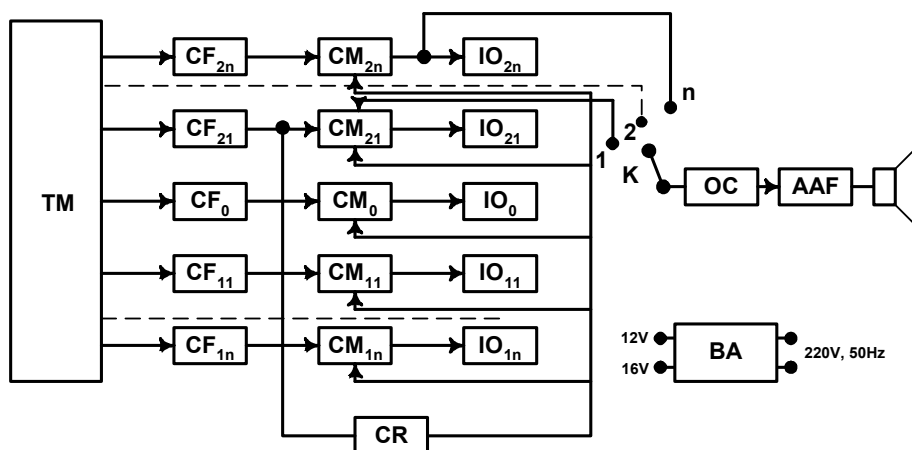 CF2n CM2n IO2n n
CF21 CM21 IO21 1 2
K
TM CF0 CM0 IO0 OC AAF
CF11 CM11 IO11
CF1n CM1n IO1n
12V BA 220V, 50Hz
16V
CR